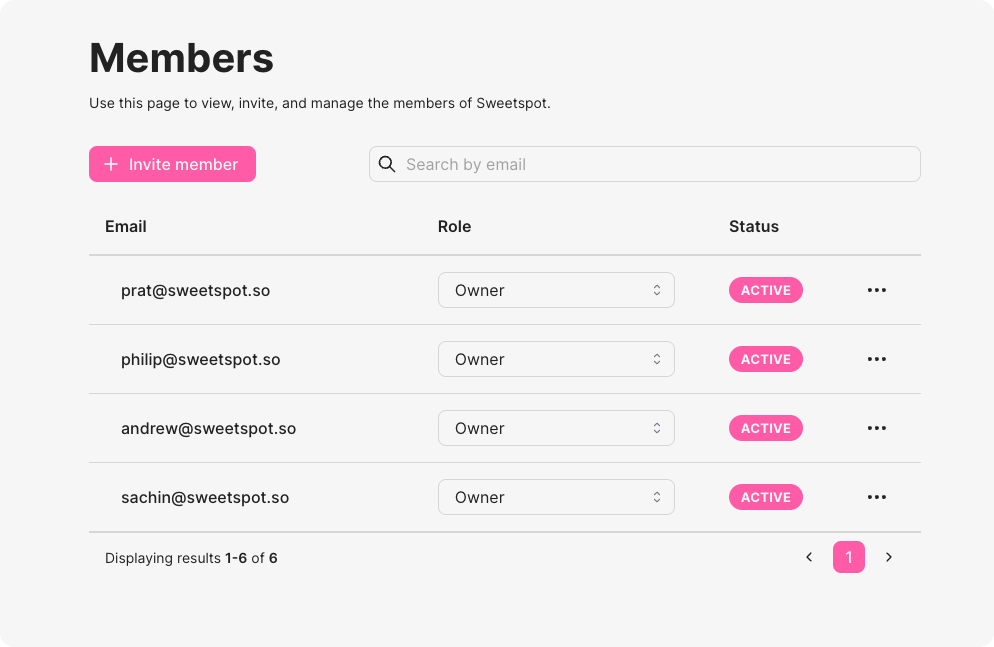 Members
Use this page to view, invite, and manage the members of Sweetspot.
+ Invite member Search by email
Email Role Status
prat@sweetspot.so Owner ACTIVE
philip@sweetspot.so Owner ACTIVE
andrew@sweetspot.so Owner ACTIVE
sachin@sweetspot.so Owner ACTIVE
Displaying results 1-6 of 6 1